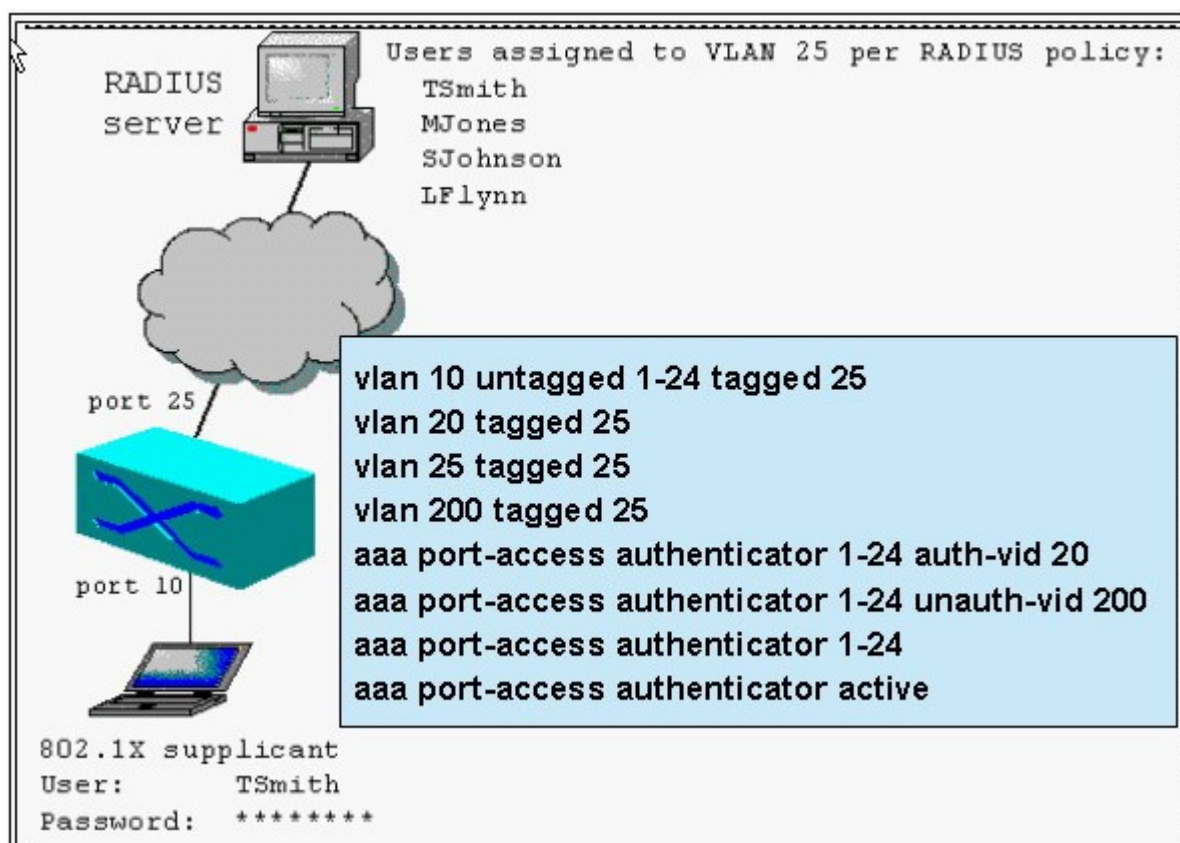 RADIUS
server
Users assigned to VLAN 25 per RADIUS policy:
TSmith
MJones
SJohnson
LFlynn
port 25
vlan 10 untagged 1-24 tagged 25
vlan 20 tagged 25
vlan 25 tagged 25
vlan 200 tagged 25
aaa port-access authenticator 1-24 auth-vid 20
aaa port-access authenticator 1-24 unauth-vid 200
aaa port-access authenticator 1-24
aaa port-access authenticator active
port 10
802.1X supplicant
User: TSmith
Password: ********